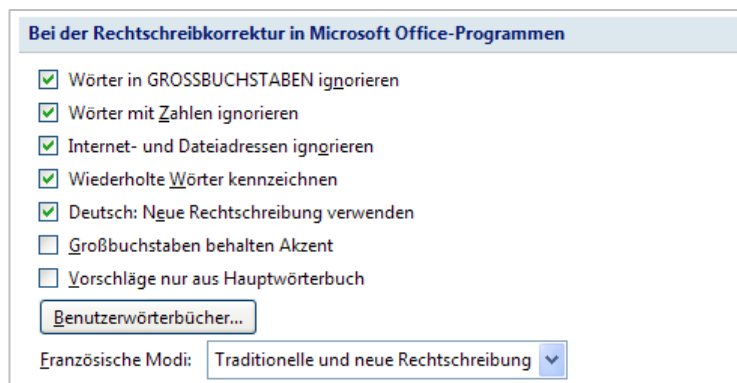 Bei der Rechtschreibkorrektur in Microsoft Office-Programmen
Wörter in GROSSBUCHSTABEN ignorieren
Wörter mit Zahlen ignorieren
Internet- und Dateiadressen ignorieren
Wiederholte Wörter kennzeichnen
Deutsch: Neue Rechtschreibung verwenden
Großbuchstaben behalten Akzent
Vorschläge nur aus Hauptwörterbuch
Benutzerwörterbücher...
Französische Modi: Traditionelle und neue Rechtschreibung